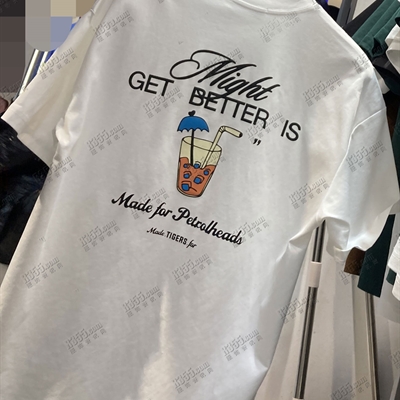 Might
GET "BETTER IS
"
Made for Petrolheads
Made TIGERS for